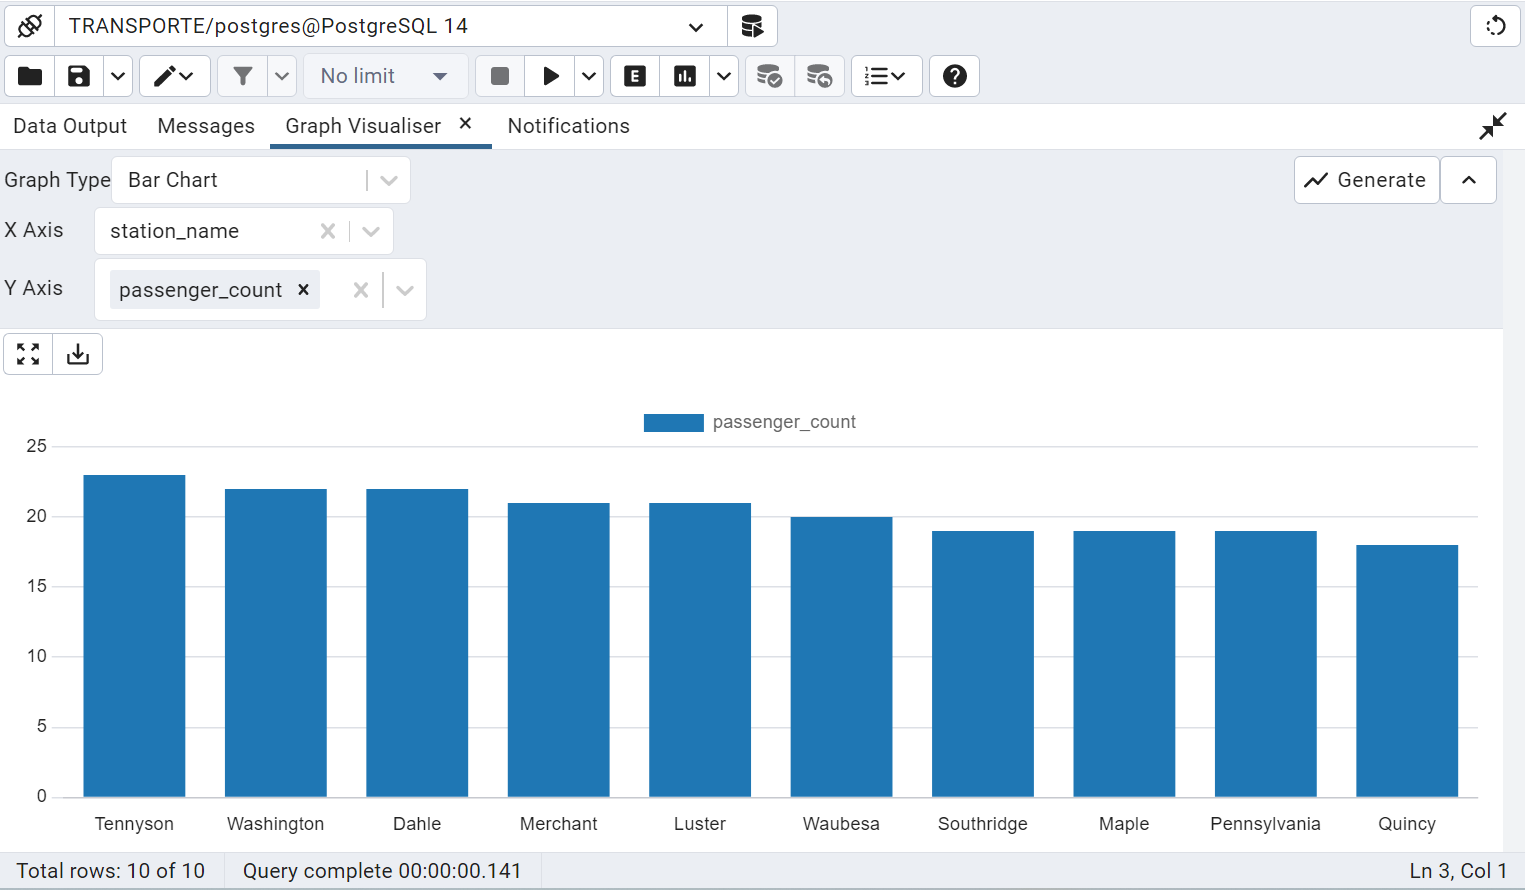 TRANSPORTE/postgres@PostgreSQL 14
No limit
E
Data Output Messages Graph Visualiser × Notifications
Graph Type Bar Chart
Generate
X Axis station_name
Y Axis passenger_count ×
passenger_count
25
20
15
10
5
0
Tennyson Washington Dahle Merchant Luster Waubesa Southridge Maple Pennsylvania Quincy
Total rows: 10 of 10 Query complete 00:00:00.141 Ln 3, Col 1